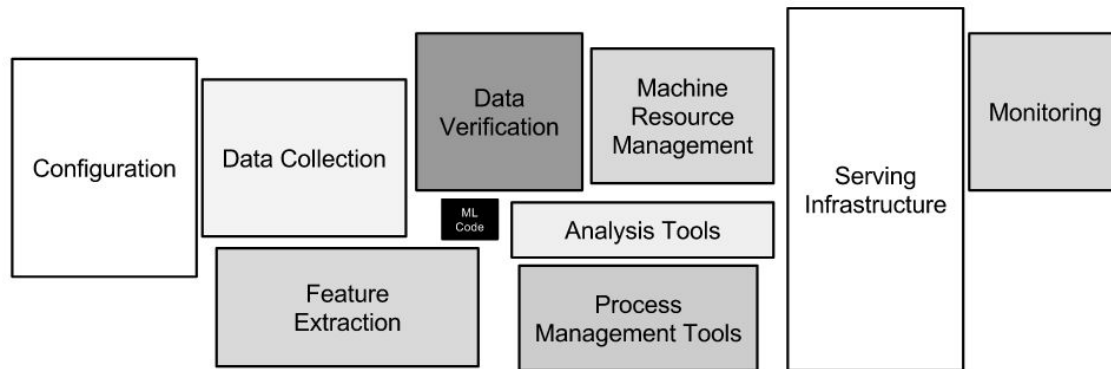 Configuration
Data Collection
Feature
Extraction
Data
Verification
ML
Code
Machine
Resource
Management
Analysis Tools
Process
Management Tools
Serving
Infrastructure
Monitoring